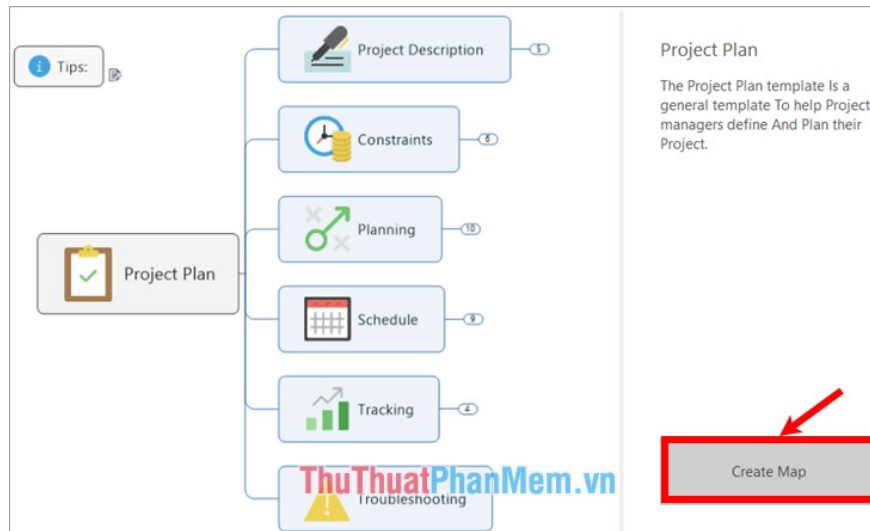 Tips:
Project Description
5
Constraints
6
Planning
10
Project Plan
Schedule
9
Tracking
4
ThuThuatPhanMem.vn
Troubleshooting
Project Plan
The Project Plan template Is a
general template To help Project
managers define And Plan their
Project.
Create Map